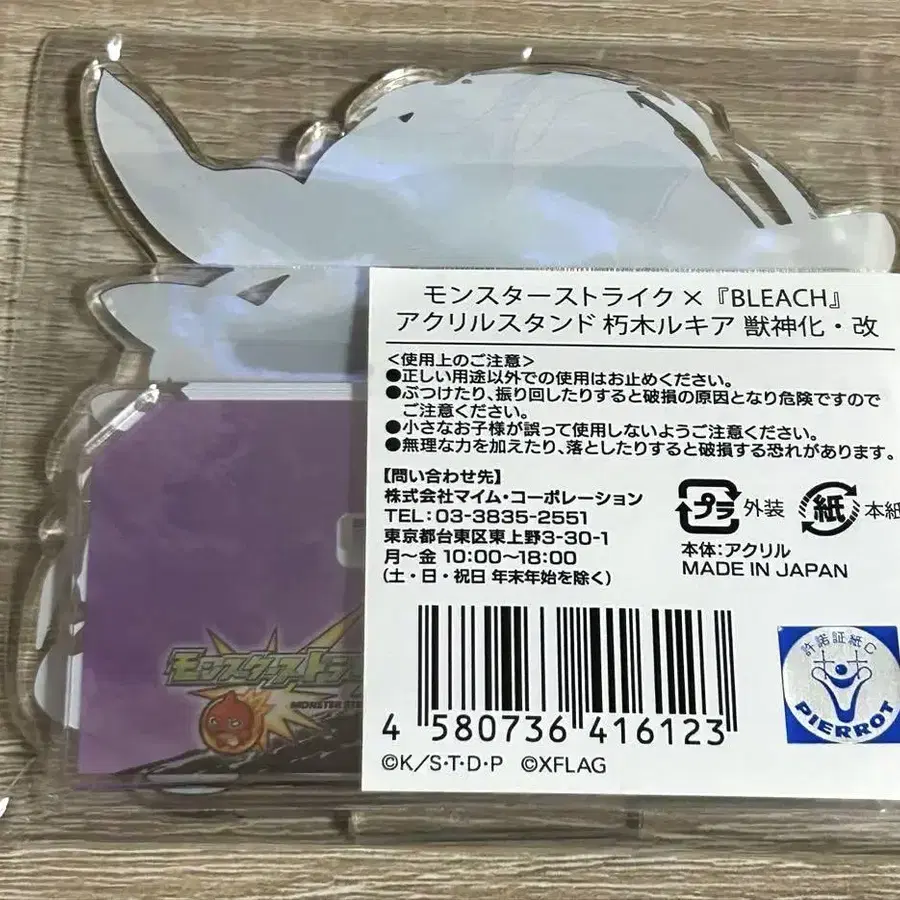 モンスターストライク×『BLEACH』
アクリルスタンド 朽木ルキア 獣神化・改
<使用上のご注意>
●正しい用途以外での使用はお止めください。
●ぶつけたり、振り回したりすると破損の原因となり危険ですので
ご注意ください。
●小さなお子様が誤って使用しないようご注意ください。
●無理な力を加えたり、落としたりすると破損する恐れがあります。
【問い合わせ先】
株式会社マイム・コーポレーション
TEL:03-3835-2551
東京都台東区東上野3-30-1
月~金 10:00~18:00
(土・日・祝日 年末年始を除く)
プラ 外装
紙 本紙
本体:アクリル
MADE IN JAPAN
モンスターストラ
MONSTER
4 580736 416123
許諾証紙C
PIERROT
©K/S・T・D・P ©XFLAG